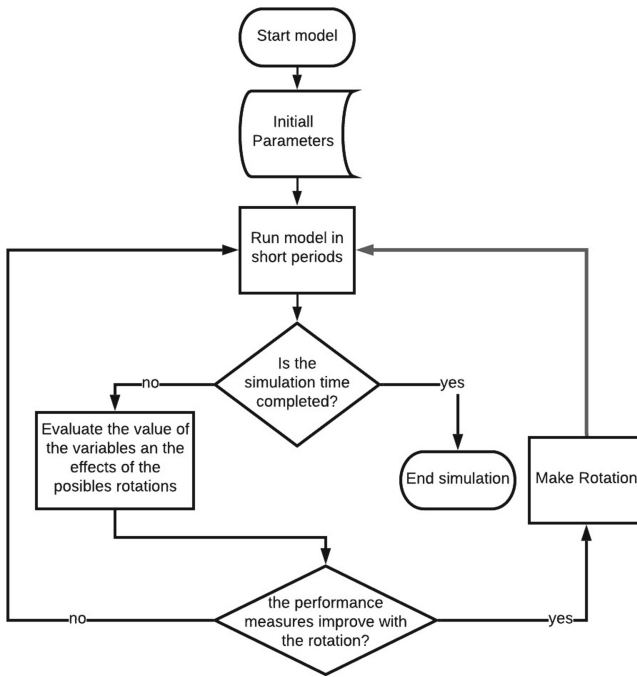 Start model
Initiall
Parameters
Run model in
short periods
Is the
simulation time
completed?
no
yes
Evaluate the value of
the variables an the
effects of the
posibles rotations
End simulation
Make Rotation
the performance
measures improve with
the rotation?
no
yes